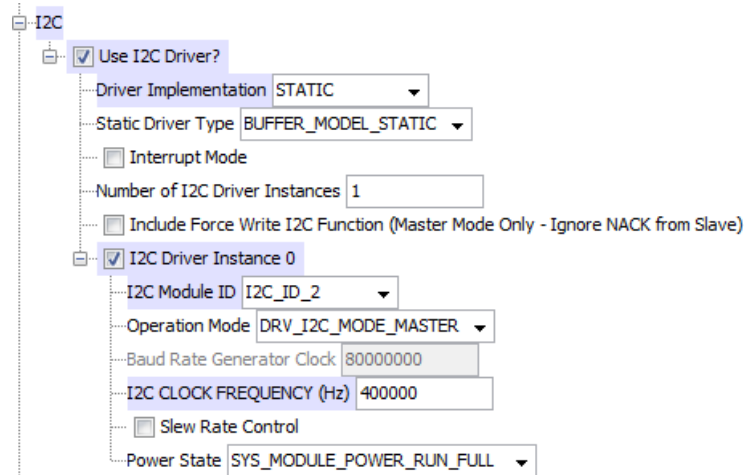 I2C
Use I2C Driver?
Driver Implementation STATIC
Static Driver Type BUFFER_MODEL_STATIC
Interrupt Mode
Number of I2C Driver Instances 1
Include Force Write I2C Function (Master Mode Only - Ignore NACK from Slave)
I2C Driver Instance 0
I2C Module ID I2C_ID_2
Operation Mode DRV_I2C_MODE_MASTER
Baud Rate Generator Clock 80000000
I2C CLOCK FREQUENCY (Hz) 400000
Slew Rate Control
Power State SYS_MODULE_POWER_RUN_FULL